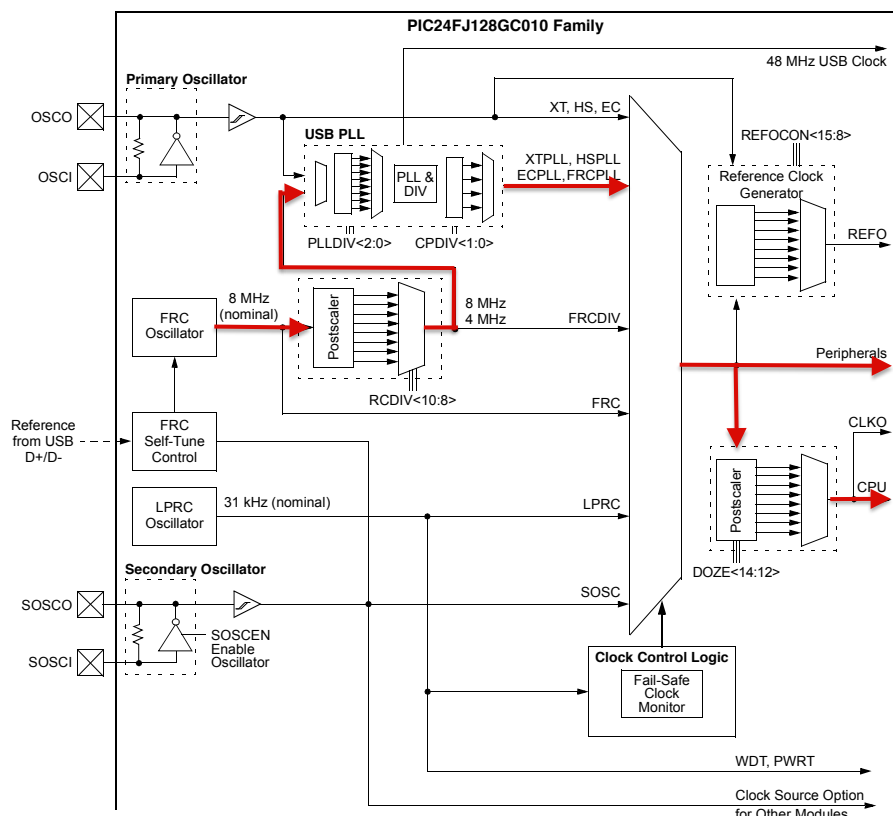 PIC24FJ128GC010 Family
48 MHz USB Clock
Primary Oscillator
OSCO
XT, HS, EC
USB PLL
REFOCON<15:8>
OSCI
PLL &
DIV
XTPLL, HSPLL
ECPLL,FRCPLL
Reference Clock
Generator
PLLDIV<2:0>
CPDIV<1:0>
REFO
8 MHz
(nominal)
FRC
Oscillator
Postscaler
8 MHz
4 MHz
FRCDIV
Peripherals
RCDIV<10:8>
FRC
Reference
from USB
D+/D-
FRC
Self-Tune
Control
CLKO
CPU
Postscaler
LPRC
Oscillator
31 kHz (nominal)
LPRC
DOZE<14:12>
Secondary Oscillator
SOSCO
SOSC
SOSCI
SOSCEN
Enable
Oscillator
Clock Control Logic
Fail-Safe
Clock
Monitor
WDT, PWRT
Clock Source Option
for Other Modules